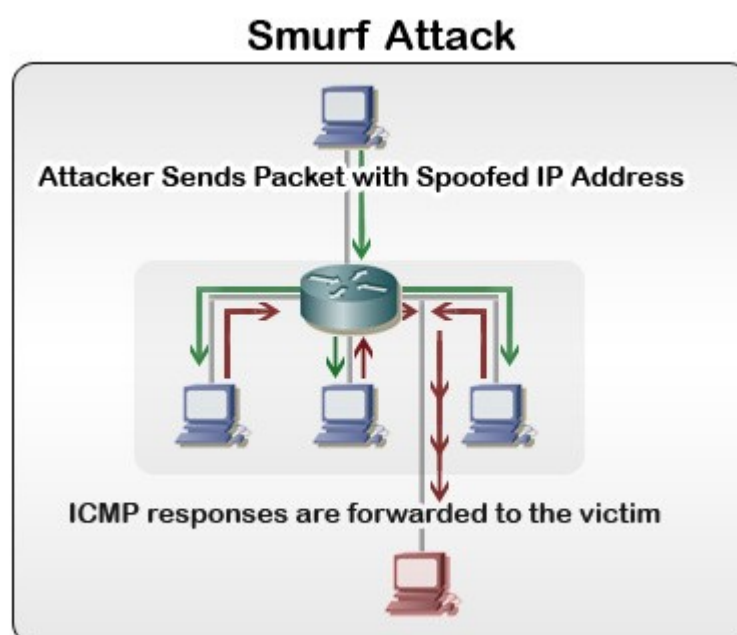 Smurf Attack
Attacker Sends Packet with Spoofed IP Address
ICMP responses are forwarded to the victim